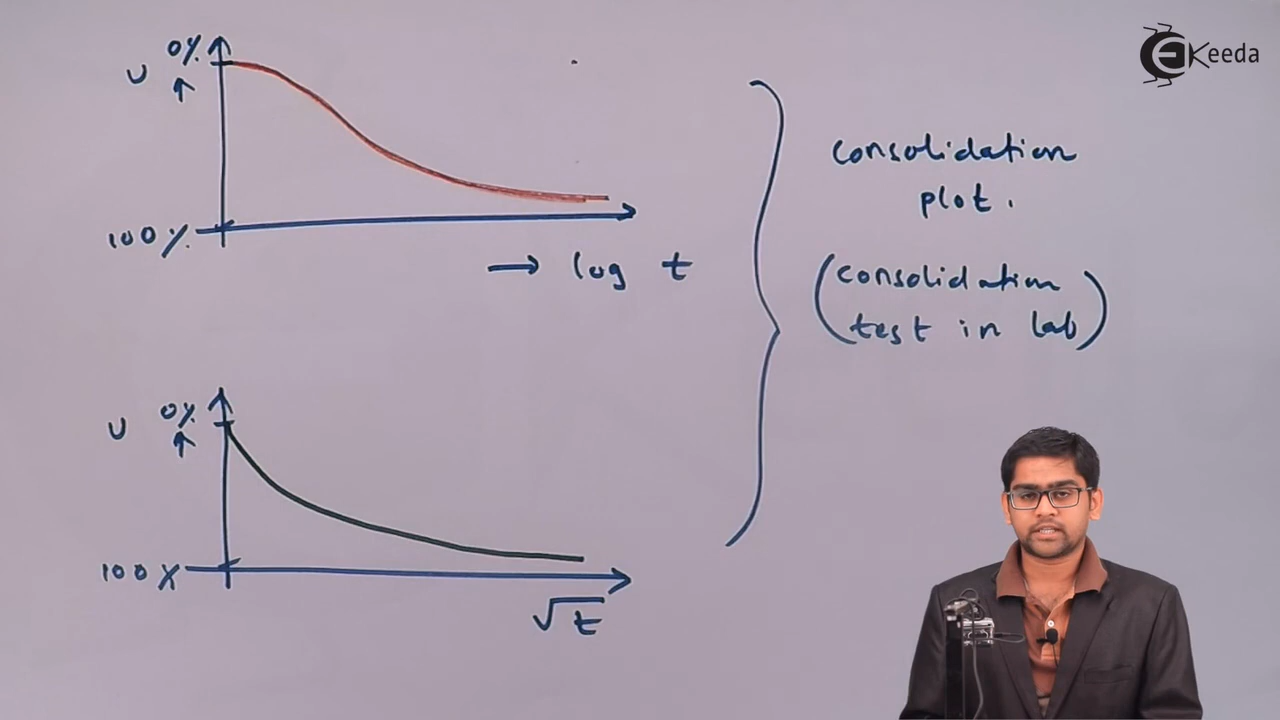 0%
U
100%
log t
consolidation
plot.
(consolidation
test in lab)
0%
U
100%
√t
EKeeda